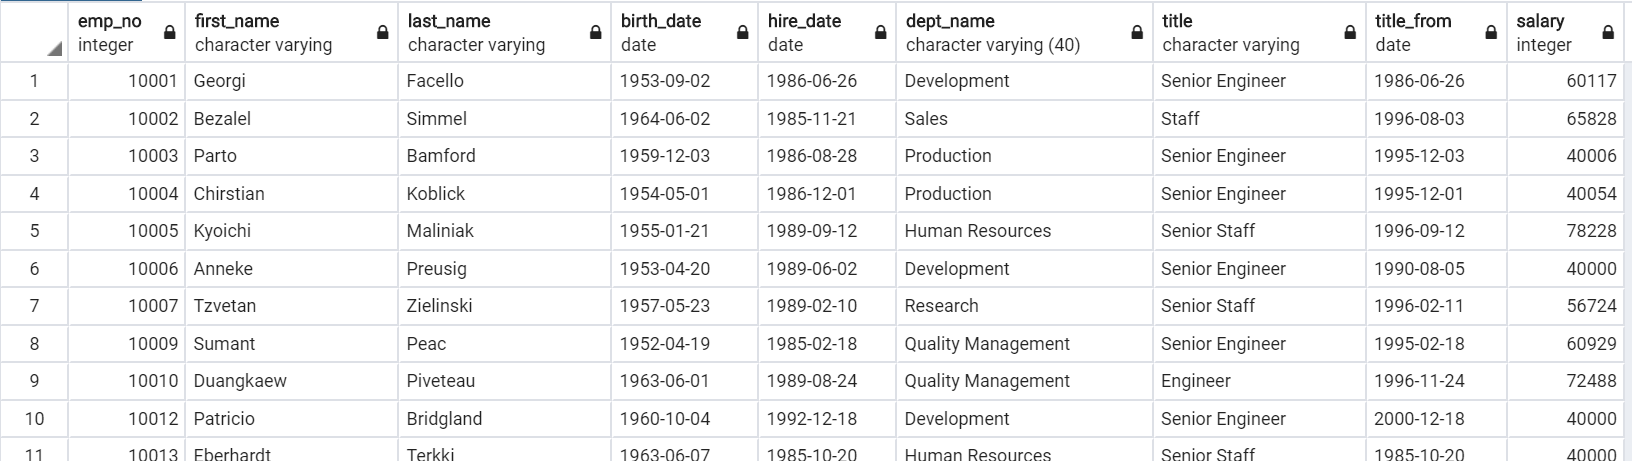 emp_no first_name last_name birth_date hire_date dept_name title title_from salary
integer character varying character varying date date character varying (40) character varying date integer
1 10001 Georgi Facello 1953-09-02 1986-06-26 Development Senior Engineer 1986-06-26 60117
2 10002 Bezalel Simmel 1964-06-02 1985-11-21 Sales Staff 1996-08-03 65828
3 10003 Parto Bamford 1959-12-03 1986-08-28 Production Senior Engineer 1995-12-03 40006
4 10004 Chirstian Koblick 1954-05-01 1986-12-01 Production Senior Engineer 1995-12-01 40054
5 10005 Kyoichi Maliniak 1955-01-21 1989-09-12 Human Resources Senior Staff 1996-09-12 78228
6 10006 Anneke Preusig 1953-04-20 1989-06-02 Development Senior Engineer 1990-08-05 40000
7 10007 Tzvetan Zielinski 1957-05-23 1989-02-10 Research Senior Staff 1996-02-11 56724
8 10009 Sumant Peac 1952-04-19 1985-02-18 Quality Management Senior Engineer 1995-02-18 60929
9 10010 Duangkaew Piveteau 1963-06-01 1989-08-24 Quality Management Engineer 1996-11-24 72488
10 10012 Patricio Bridgland 1960-10-04 1992-12-18 Development Senior Engineer 2000-12-18 40000
11 10013 Eberhardt Terkki 1963-06-07 1985-10-20 Human Resources Senior Staff 1985-10-20 40000